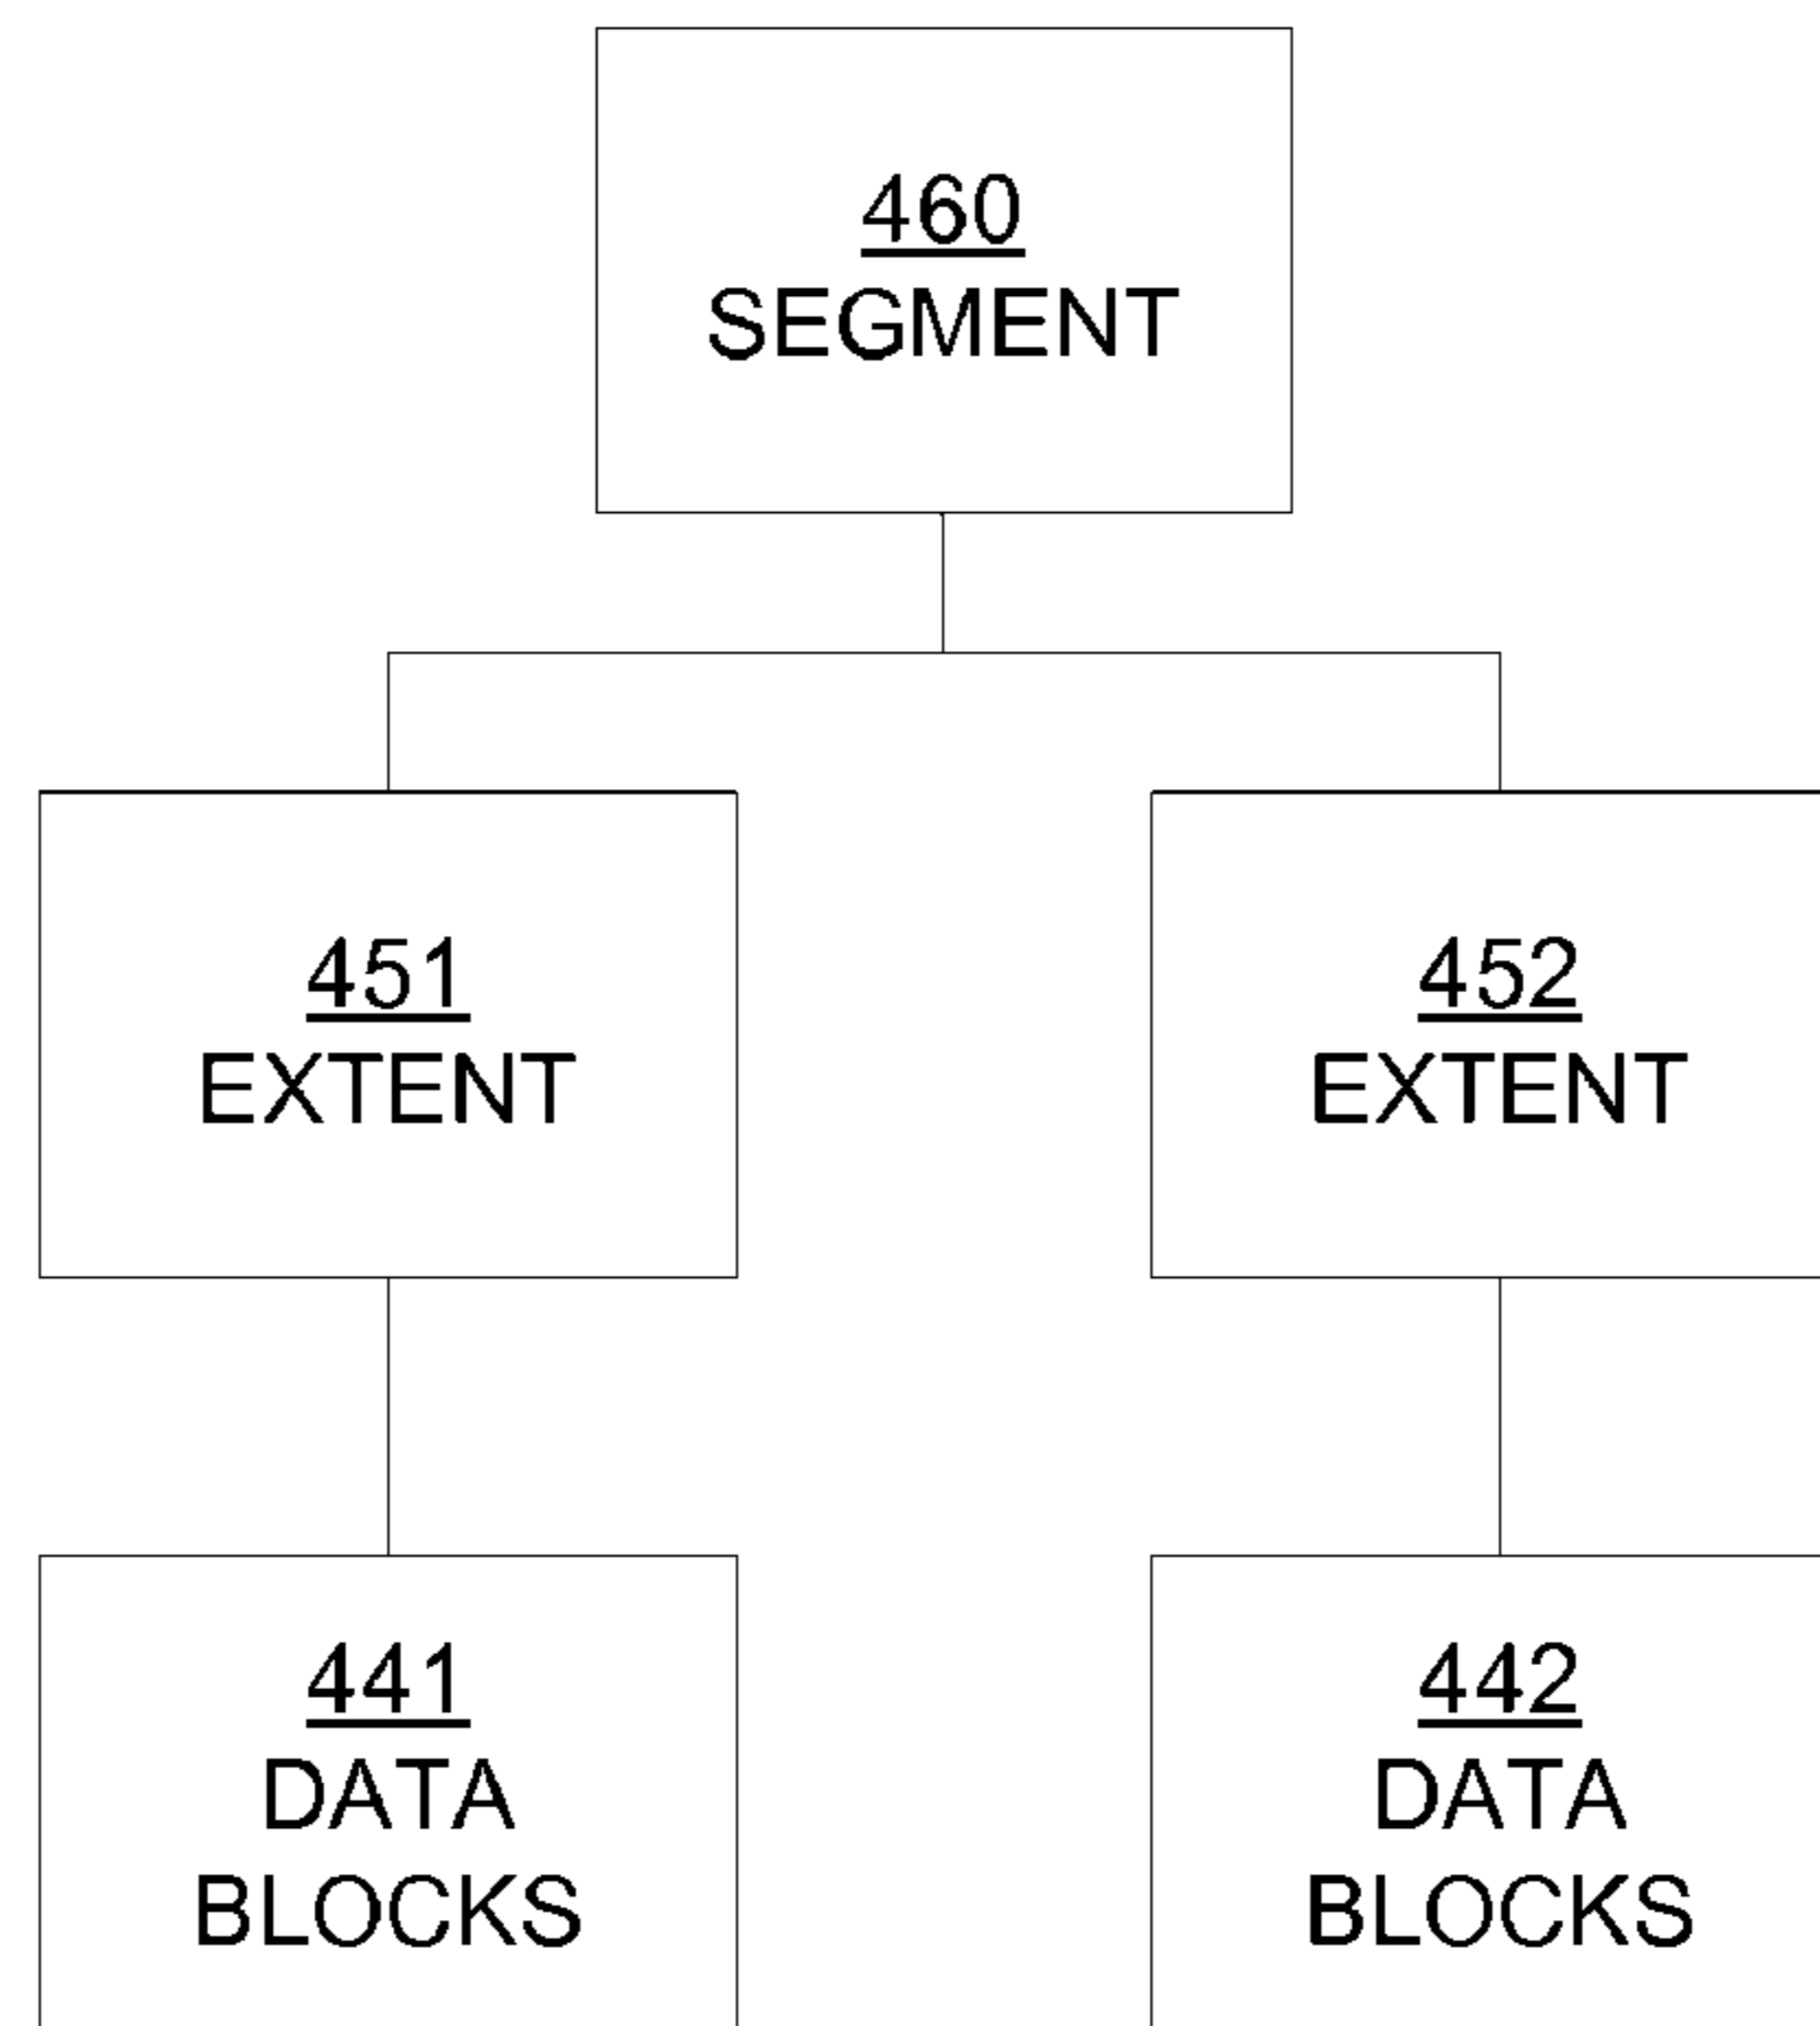 460
SEGMENT
451
EXTENT
452
EXTENT
441
DATA
BLOCKS
442
DATA
BLOCKS